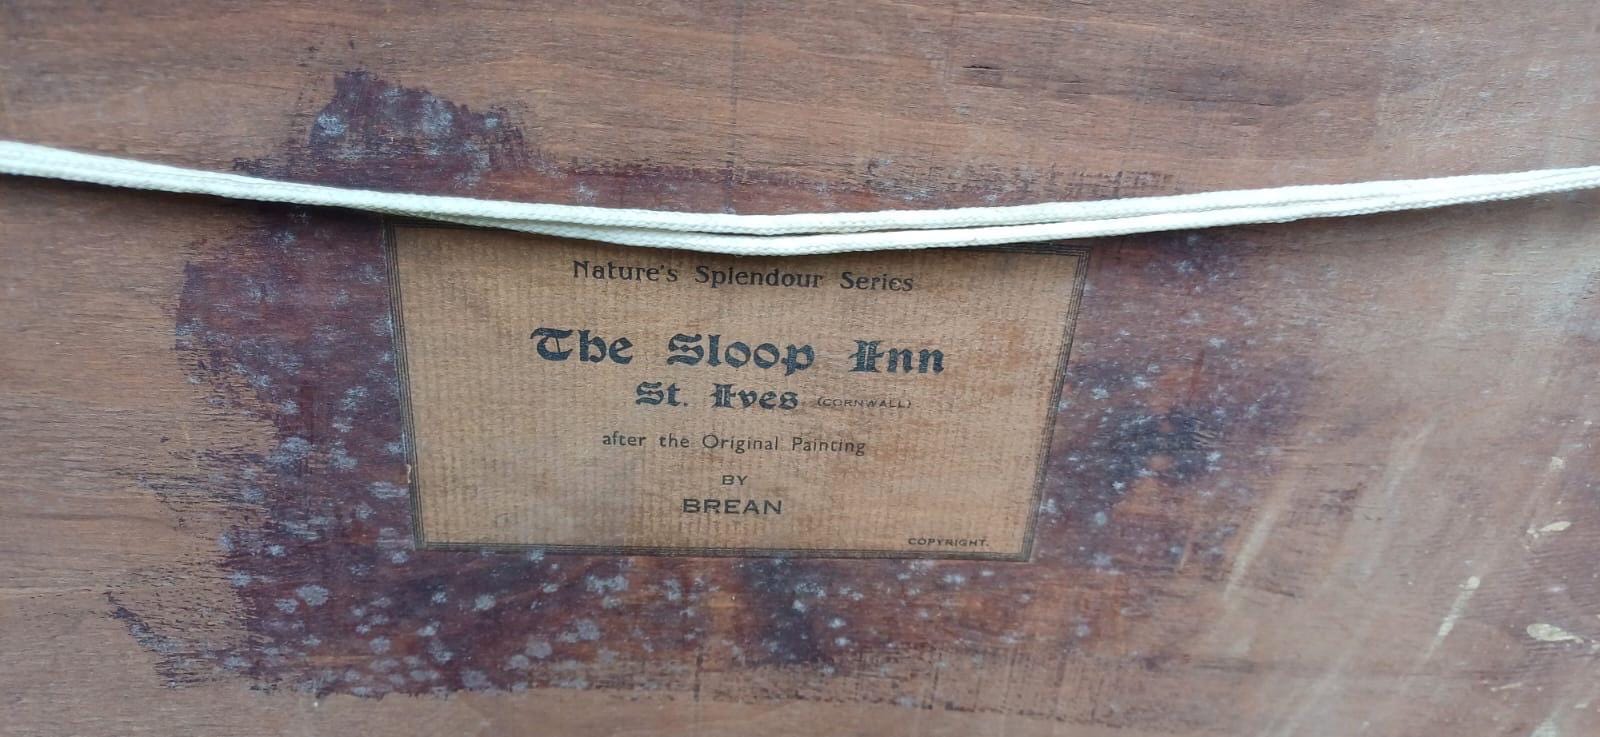 Nature's Splendour Series
The Sloop Inn
St. Ives (CORNWALL)
after the Original Painting
BY
BREAN
COPYRIGHT.